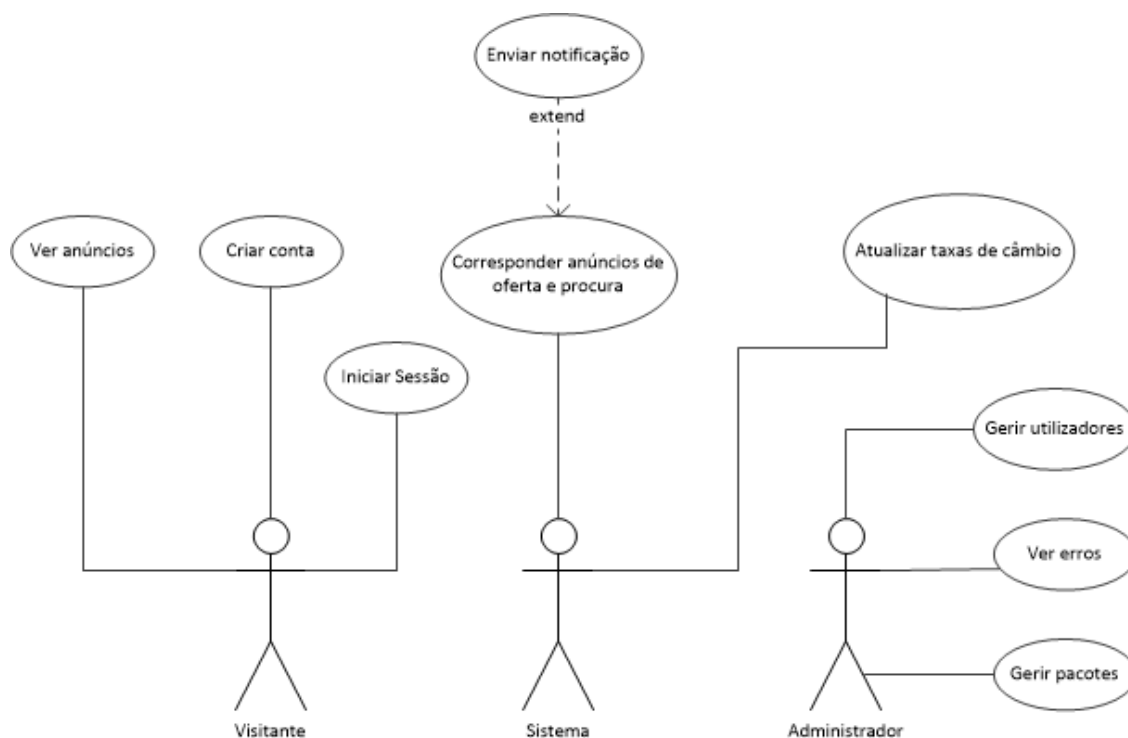 Enviar notificação
extend
Ver anúncios
Criar conta
Corresponder anúncios de
oferta e procura
Atualizar taxas de câmbio
Iniciar Sessão
Gerir utilizadores
Ver erros
Gerir pacotes
Visitante
Sistema
Administrador